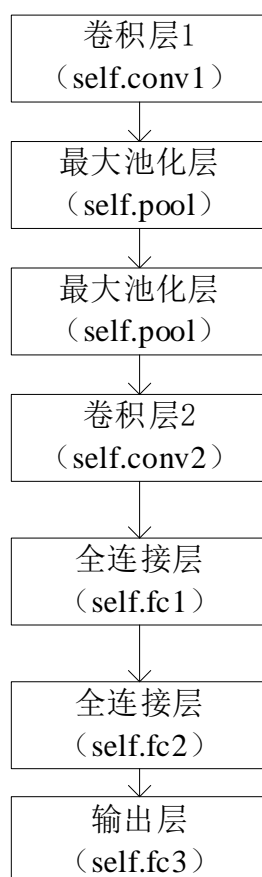 卷积层1
（self.conv1）
最大池化层
（self.pool）
最大池化层
（self.pool）
卷积层2
（self.conv2）
全连接层
（self.fc1）
全连接层
（self.fc2）
输出层
（self.fc3）